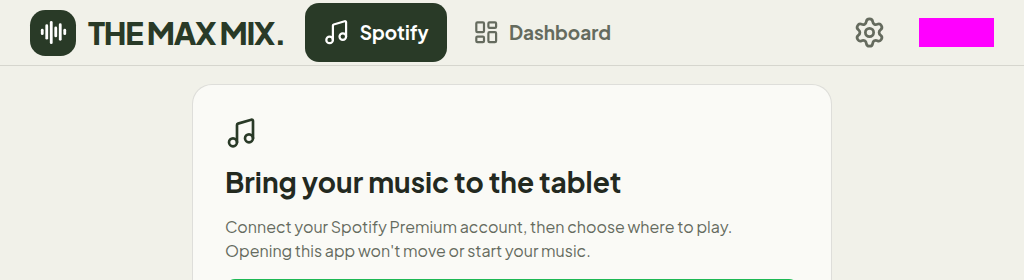 THE MAX MIX.
Spotify
Dashboard
Bring your music to the tablet
Connect your Spotify Premium account, then choose where to play.
Opening this app won't move or start your music.